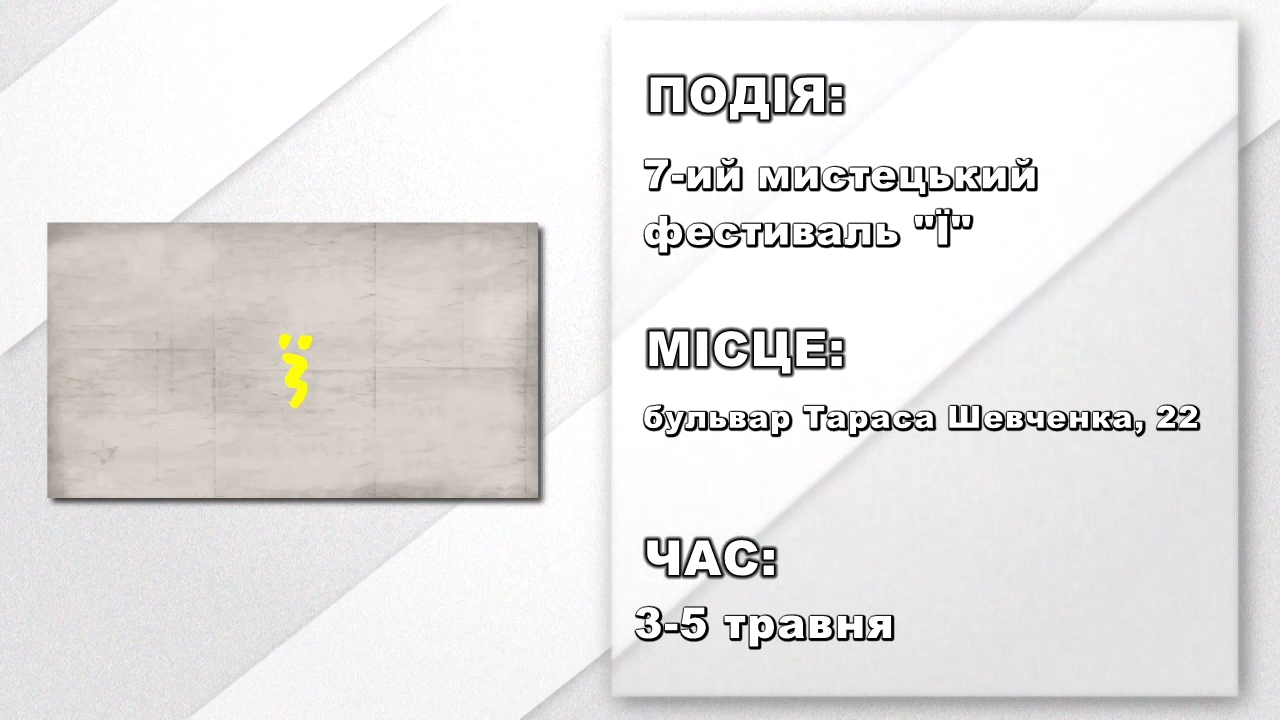 ї
ПОДІЯ:
7-ий мистецький
фестиваль "Ї"
МІСЦЕ:
бульвар Тараса Шевченка, 22
ЧАС:
3-5 травня